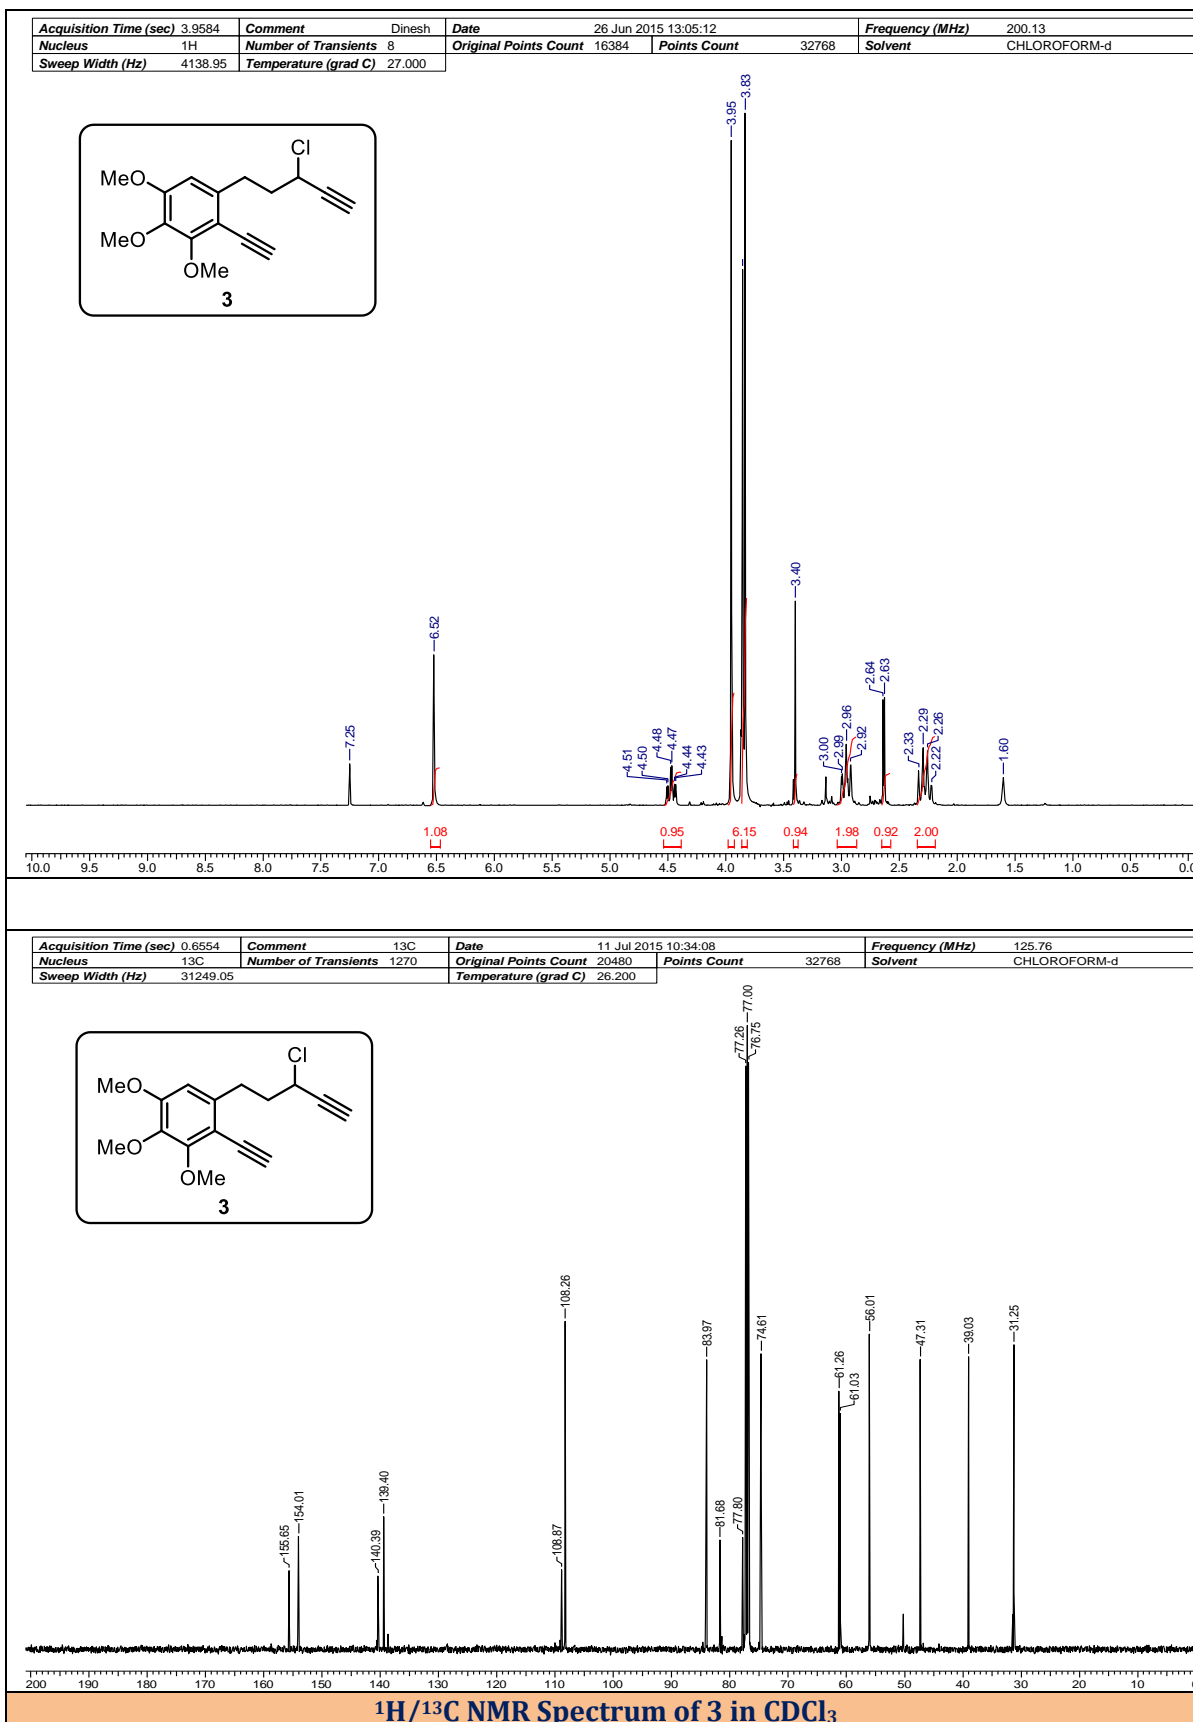 Acquisition Time (sec) 3.9584 Comment Dinesh Date 26 Jun 2015 13:05:12 Frequency (MHz) 200.13
Nucleus 1H Number of Transients 8 Original Points Count 16384 Points Count 32768 Solvent CHLOROFORM-d
Sweep Width (Hz) 4138.95 Temperature (grad C) 27.000
Cl
MeO
MeO
OMe
3
3.95
3.83
3.40
6.52
7.25
4.51
4.50
4.48
4.47
4.44
4.43
3.00
2.99
2.96
2.92
2.64
2.63
2.33
2.29
2.26
2.22
1.60
1.08 0.95 6.15 0.94 1.98 0.92 2.00
10.0 9.5 9.0 8.5 8.0 7.5 7.0 6.5 6.0 5.5 5.0 4.5 4.0 3.5 3.0 2.5 2.0 1.5 1.0 0.5 0.0
Acquisition Time (sec) 0.6554 Comment 13C Date 11 Jul 2015 10:34:08 Frequency (MHz) 125.76
Nucleus 13C Number of Transients 1270 Original Points Count 20480 Points Count 32768 Solvent CHLOROFORM-d
Sweep Width (Hz) 31249.05 Temperature (grad C) 26.200
Cl
MeO
MeO
OMe
3
155.65
154.01
140.39
139.40
108.87
108.26
83.97
81.68
77.80
77.26
77.00
76.75
74.61
61.26
61.03
56.01
47.31
39.03
31.25
200 190 180 170 160 150 140 130 120 110 100 90 80 70 60 50 40 30 20 10
¹H/¹³C NMR Spectrum of 3 in CDCl₃